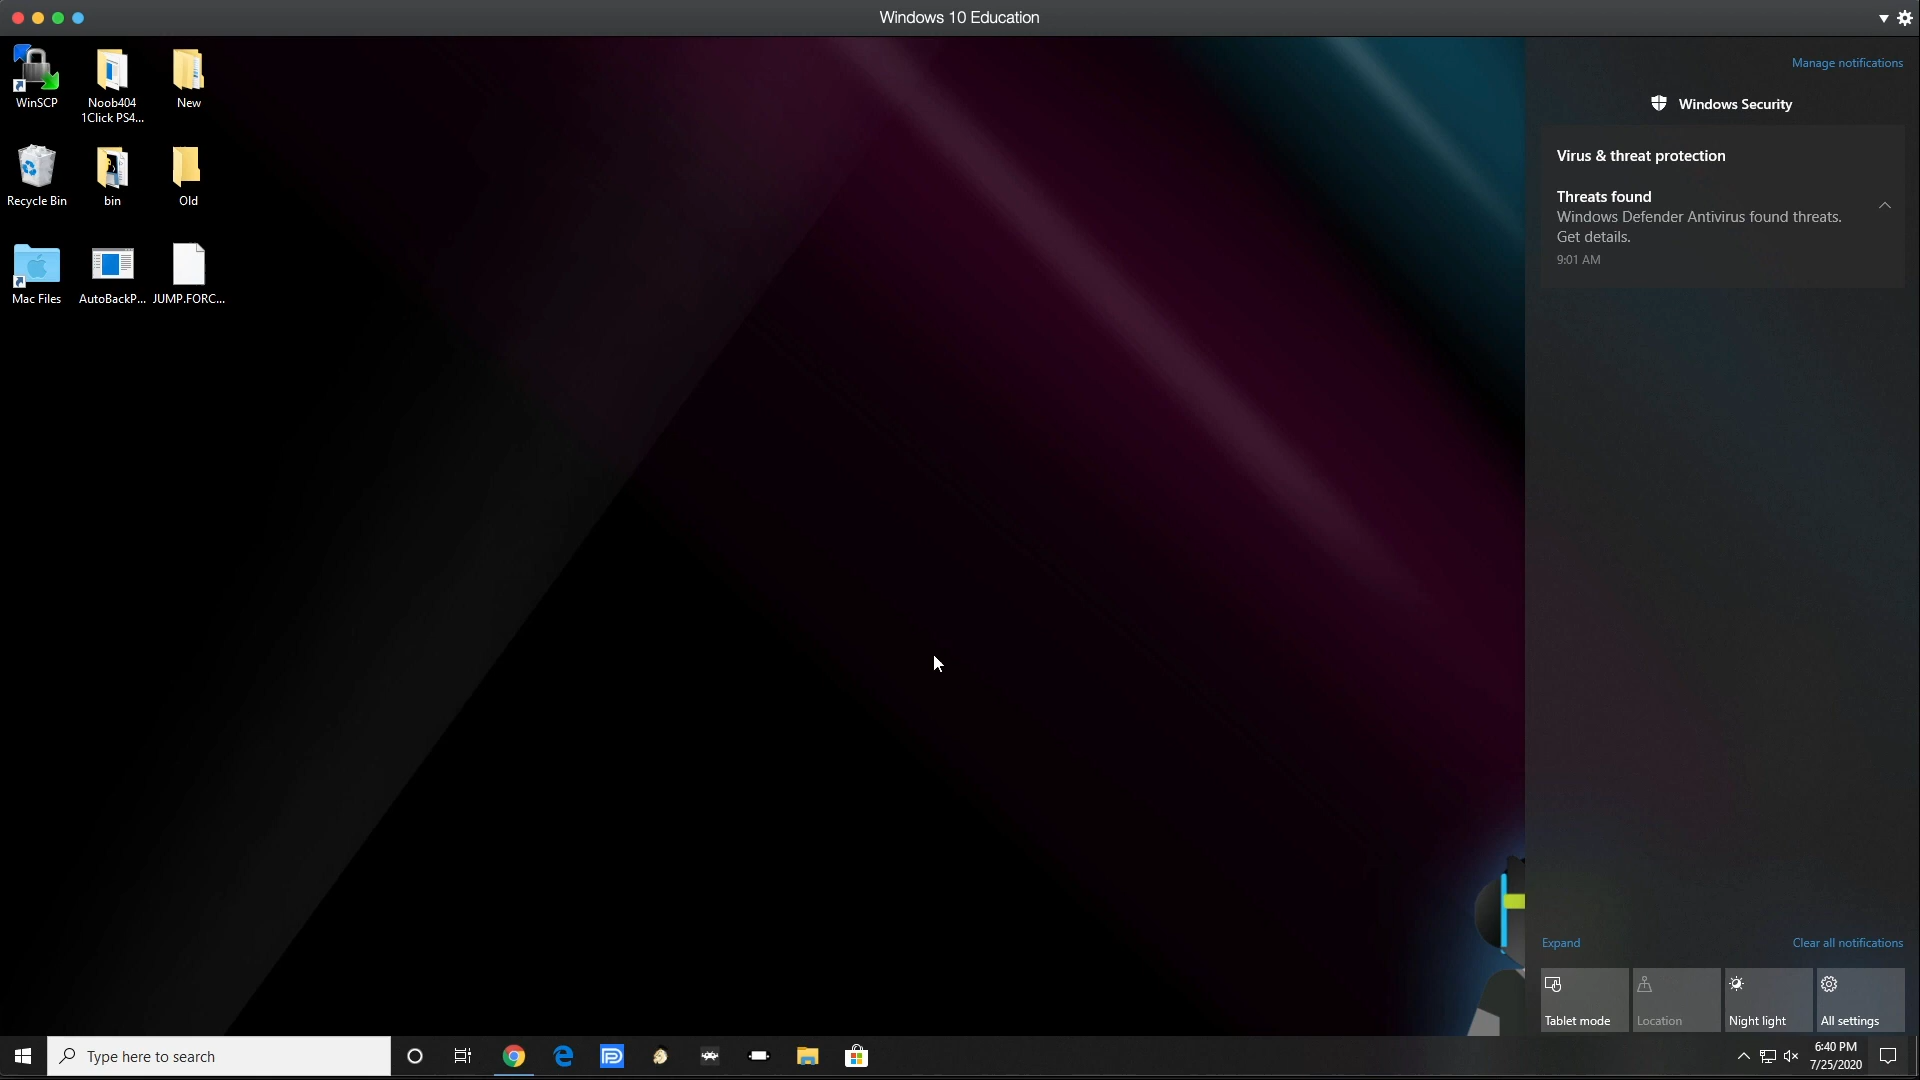 Windows 10 Education
WinSCP
Noob404
1Click PS4...
New
Recycle Bin
bin
Old
Mac Files
AutoBackP...
JUMP.FORC...
Manage notifications
Windows Security
Virus & threat protection
Threats found
Windows Defender Antivirus found threats.
Get details.
9:01 AM
Expand
Clear all notifications
Tablet mode
Location
Night light
All settings
Type here to search
6:40 PM
7/25/2020